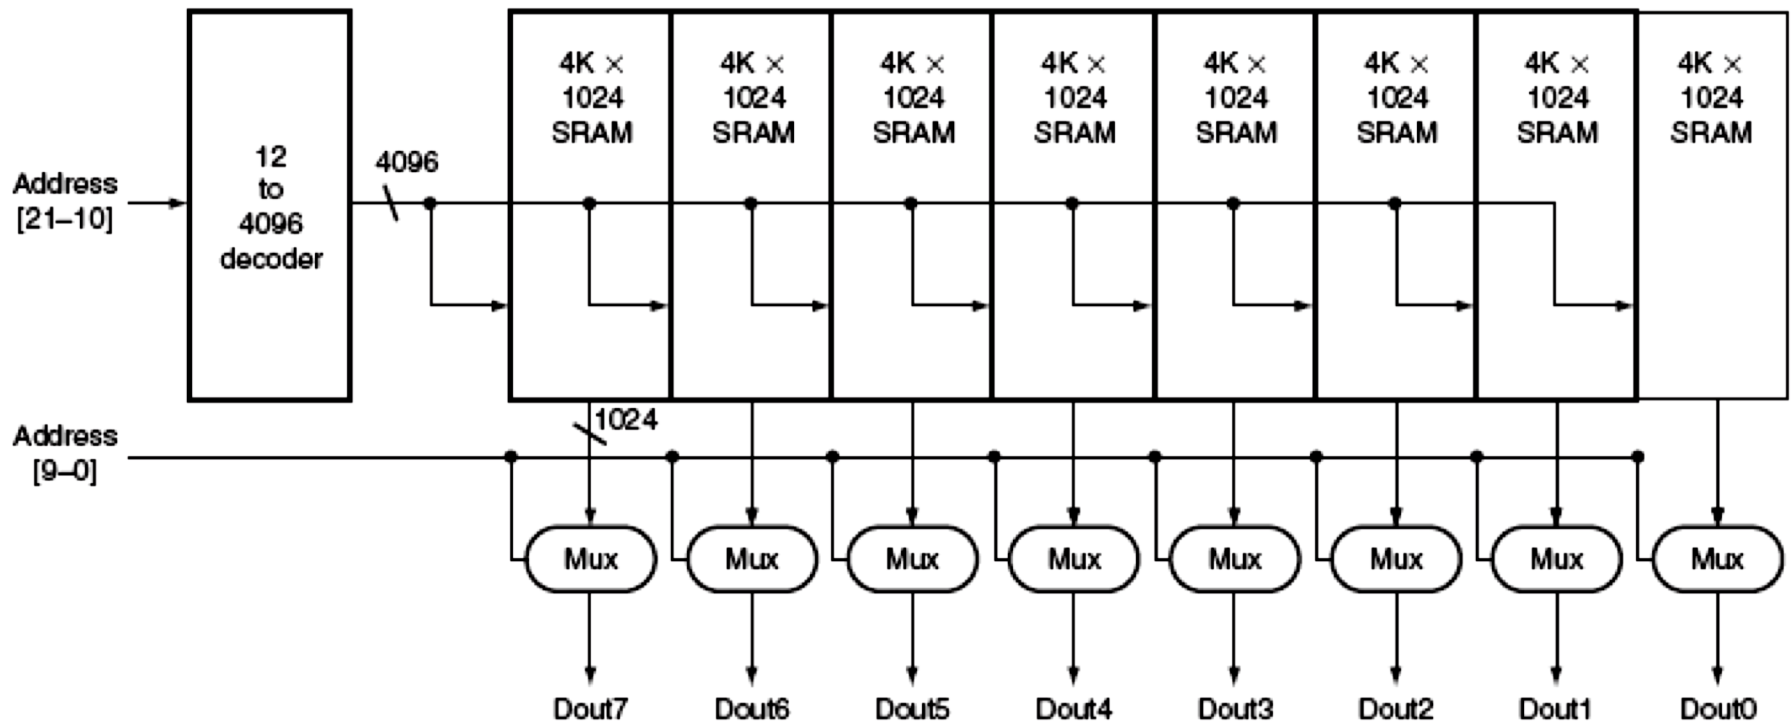 4K ×
1024
SRAM
4K ×
1024
SRAM
4K ×
1024
SRAM
4K ×
1024
SRAM
4K ×
1024
SRAM
4K ×
1024
SRAM
4K ×
1024
SRAM
4K ×
1024
SRAM
12
to
4096
decoder
4096
Address
[21–10]
1024
Address
[9–0]
Mux
Mux
Mux
Mux
Mux
Mux
Mux
Mux
Dout7
Dout6
Dout5
Dout4
Dout3
Dout2
Dout1
Dout0